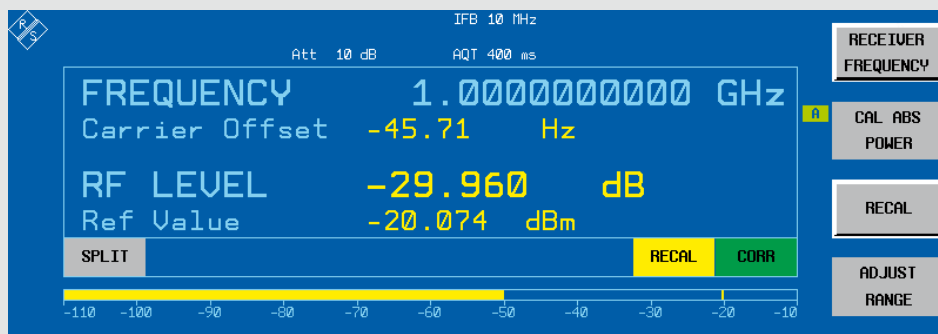 R
S
IFB 10 MHz
Att 10 dB
AQT 400 ms
FREQUENCY 1.0000000000 GHz
Carrier Offset -45.71 Hz
RF LEVEL -29.960 dB
Ref Value -20.074 dBm
SPLIT
RECAL
CORR
-110 -100 -90 -80 -70 -60 -50 -40 -30 -20 -10
RECEIVER
FREQUENCY
A
CAL ABS
POWER
RECAL
ADJUST
RANGE